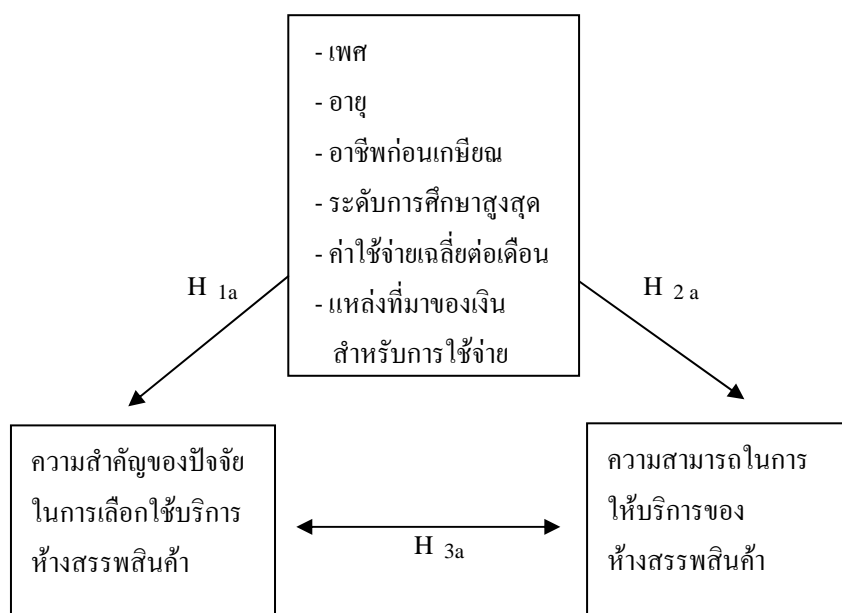 - เพศ
- อายุ
- อาชีพก่อนเกษียณ
- ระดับการศึกษาสูงสุด
- ค่าใช้จ่ายเฉลี่ยต่อเดือน
- แหล่งที่มาของเงิน
สำหรับการใช้จ่าย
H 1a
H 2 a
ความสำคัญของปัจจัย
ในการเลือกใช้บริการ
ห้างสรรพสินค้า
H 3a
ความสามารถในการ
ให้บริการของ
ห้างสรรพสินค้า